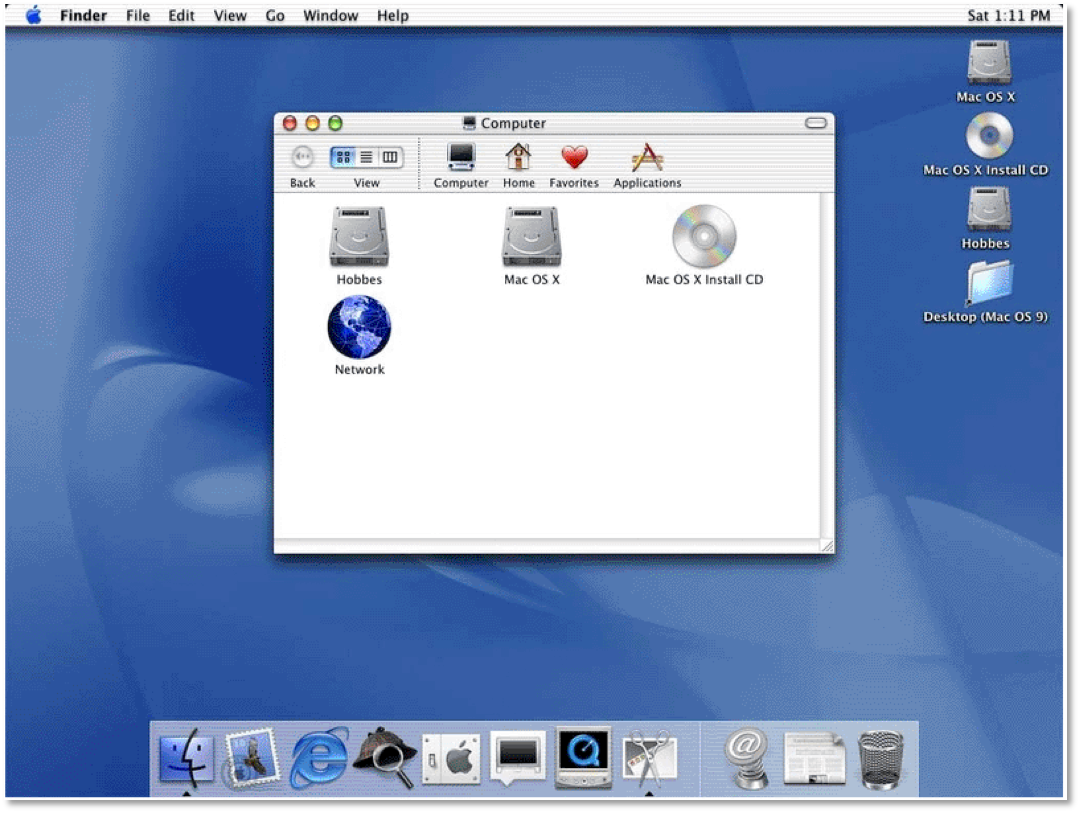 Finder File Edit View Go Window Help Sat 1:11 PM
Mac OS X
Mac OS X Install CD
Hobbes
Desktop (Mac OS 9)
Computer
Back View Computer Home Favorites Applications
Hobbes Mac OS X Mac OS X Install CD
Network